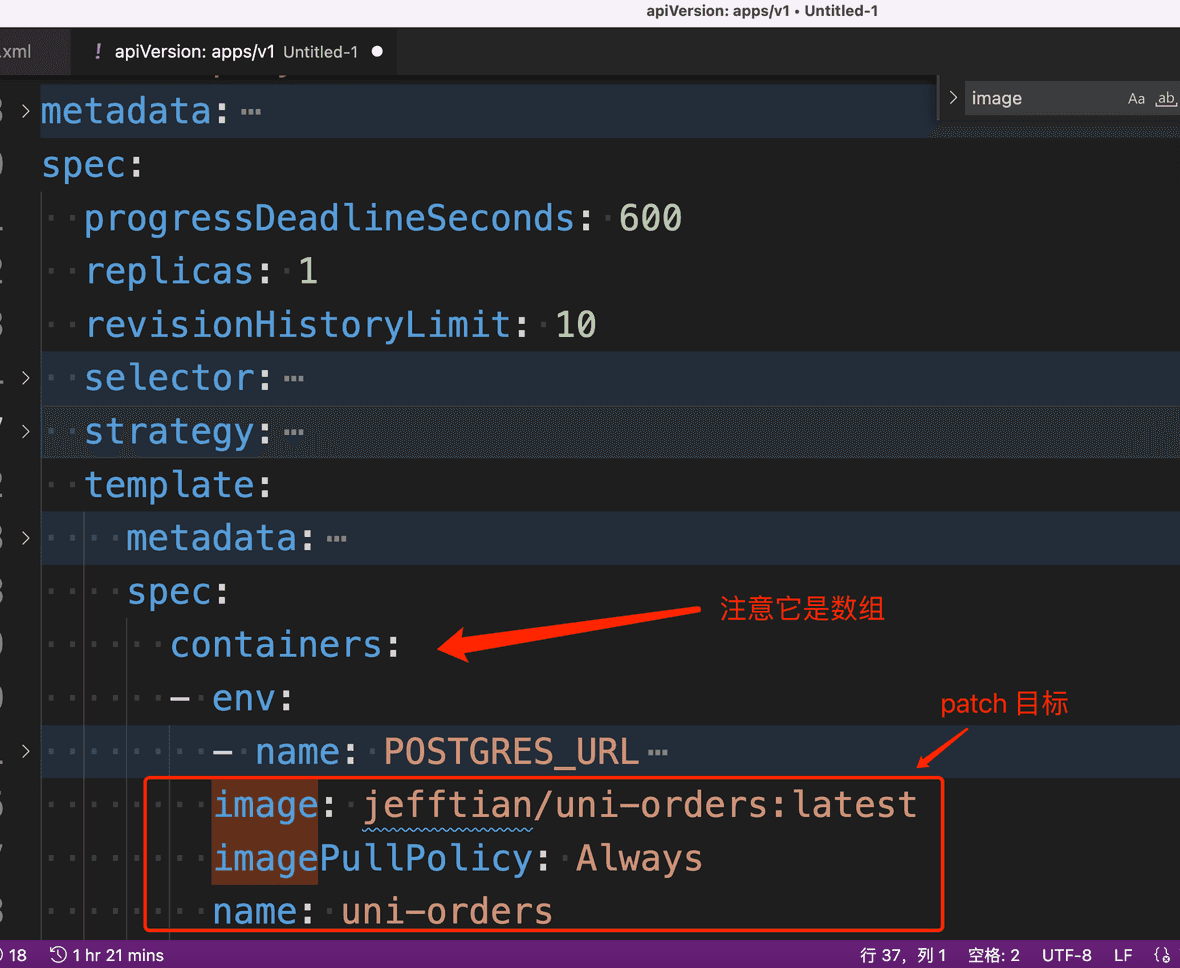 apiVersion: apps/v1 • Untitled-1
.xml
! apiVersion: apps/v1 Untitled-1 ●
> image Aa ab
metadata: …
spec:
progressDeadlineSeconds: 600
replicas: 1
revisionHistoryLimit: 10
selector: …
strategy: …
template:
metadata: …
spec:
注意它是数组
containers:
- env:
patch 目标
- name: POSTGRES_URL …
image: jefftian/uni-orders:latest
imagePullPolicy: Always
name: uni-orders
18 1 hr 21 mins 行 37，列 1 空格: 2 UTF-8 LF